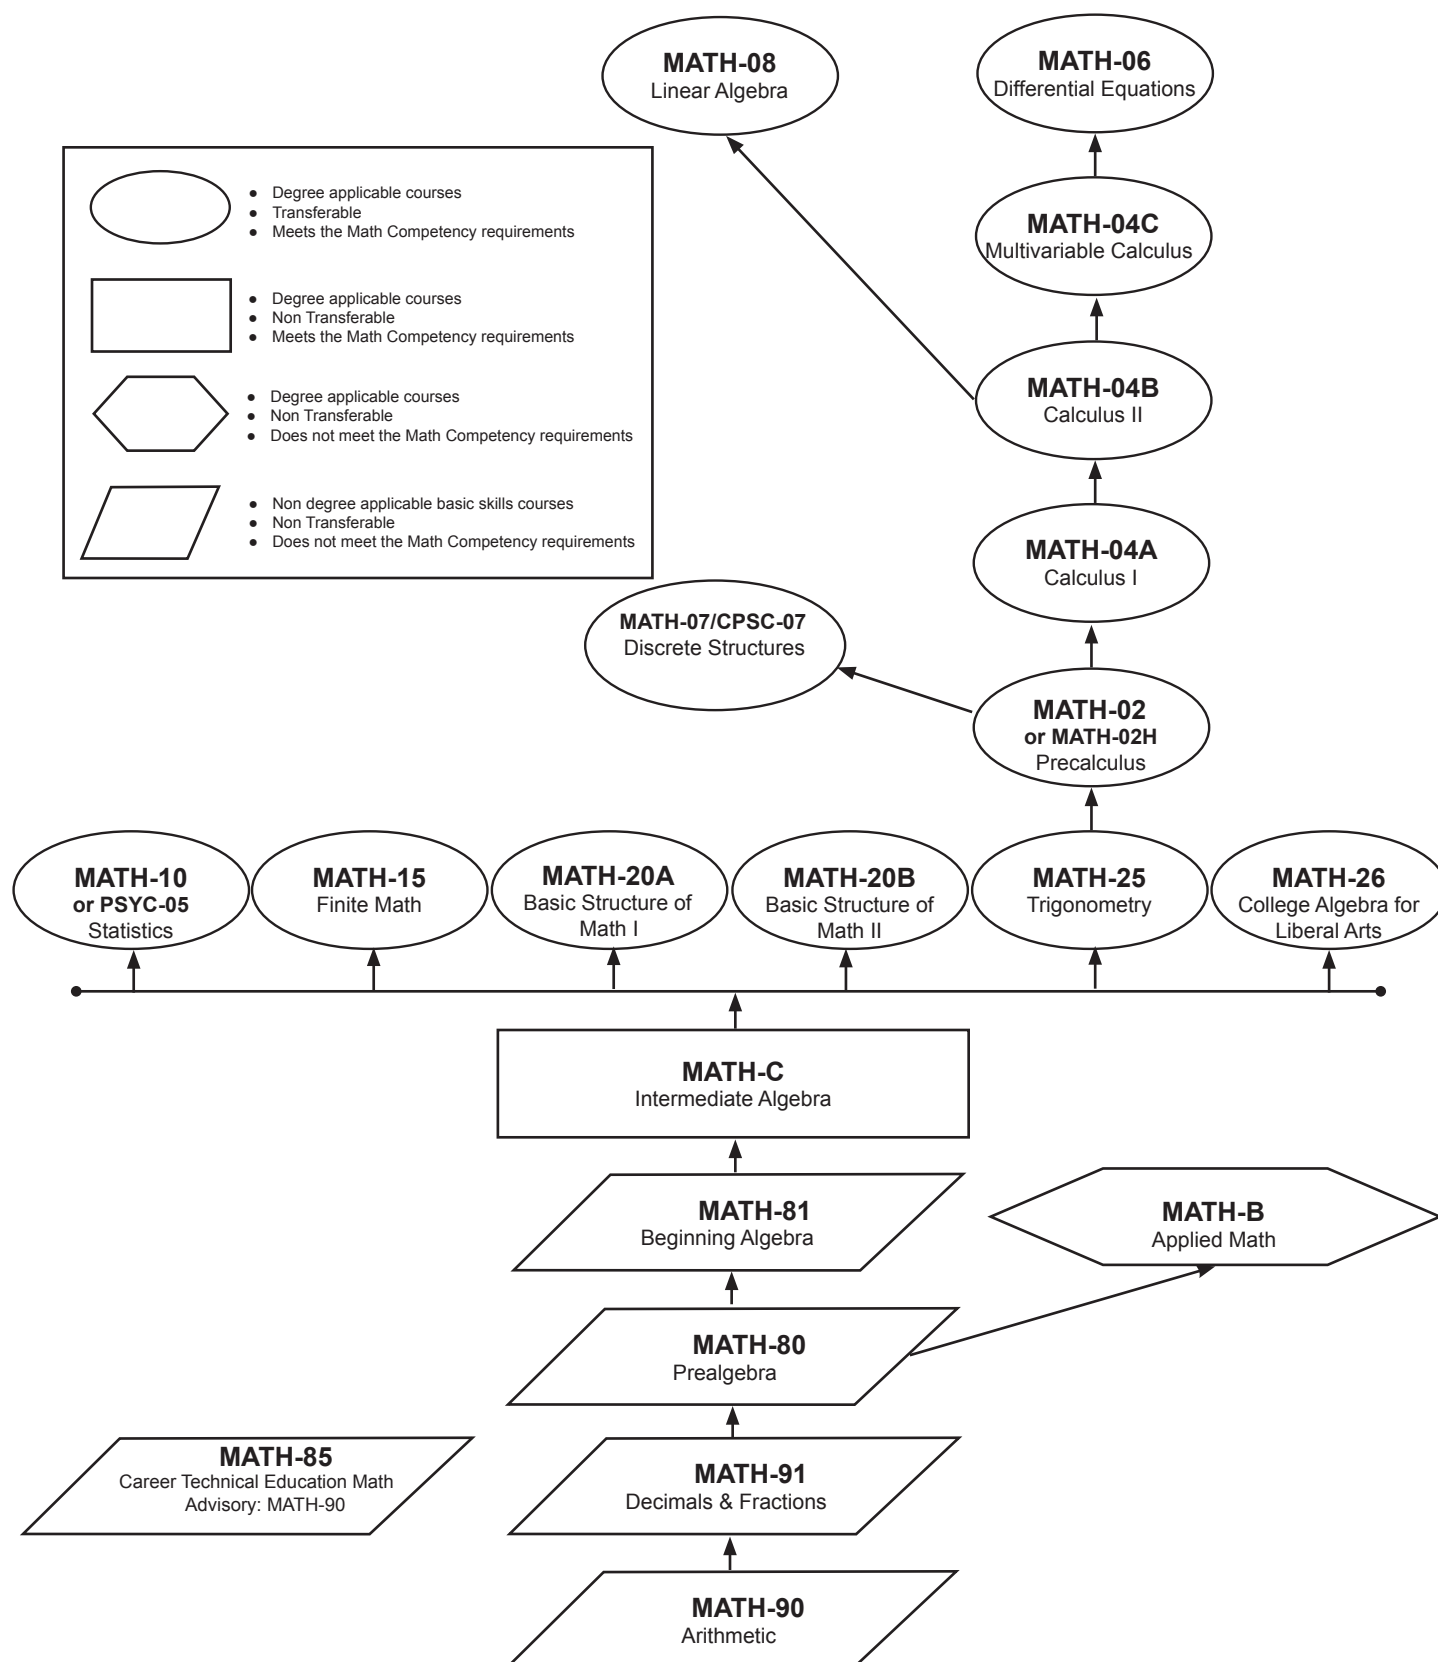 MATH-08
Linear Algebra
MATH-06
Differential Equations
● Degree applicable courses
● Transferable
● Meets the Math Competency requirements
● Degree applicable courses
● Non Transferable
● Meets the Math Competency requirements
● Degree applicable courses
● Non Transferable
● Does not meet the Math Competency requirements
● Non degree applicable basic skills courses
● Non Transferable
● Does not meet the Math Competency requirements
MATH-04C
Multivariable Calculus
MATH-04B
Calculus II
MATH-04A
Calculus I
MATH-07/CPSC-07
Discrete Structures
MATH-02
or MATH-02H
Precalculus
MATH-10
or PSYC-05
Statistics
MATH-15
Finite Math
MATH-20A
Basic Structure of
Math I
MATH-20B
Basic Structure of
Math II
MATH-25
Trigonometry
MATH-26
College Algebra for
Liberal Arts
MATH-C
Intermediate Algebra
MATH-81
Beginning Algebra
MATH-B
Applied Math
MATH-80
Prealgebra
MATH-85
Career Technical Education Math
Advisory: MATH-90
MATH-91
Decimals & Fractions
MATH-90
Arithmetic